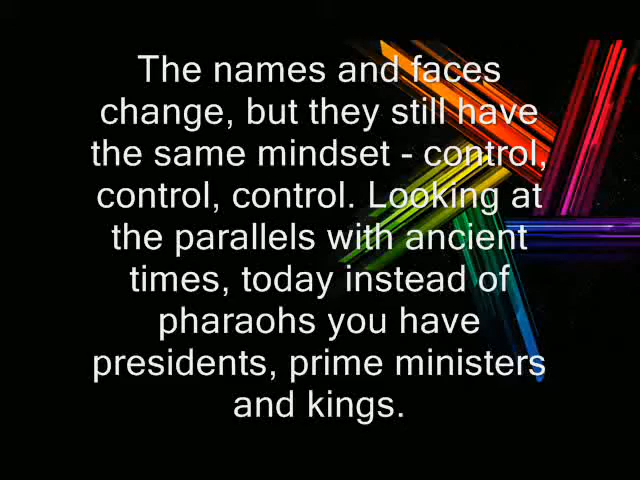 The names and faces
change, but they still have
the same mindset - control,
control, control. Looking at
the parallels with ancient
times, today instead of
pharaohs you have
presidents, prime ministers
and kings.